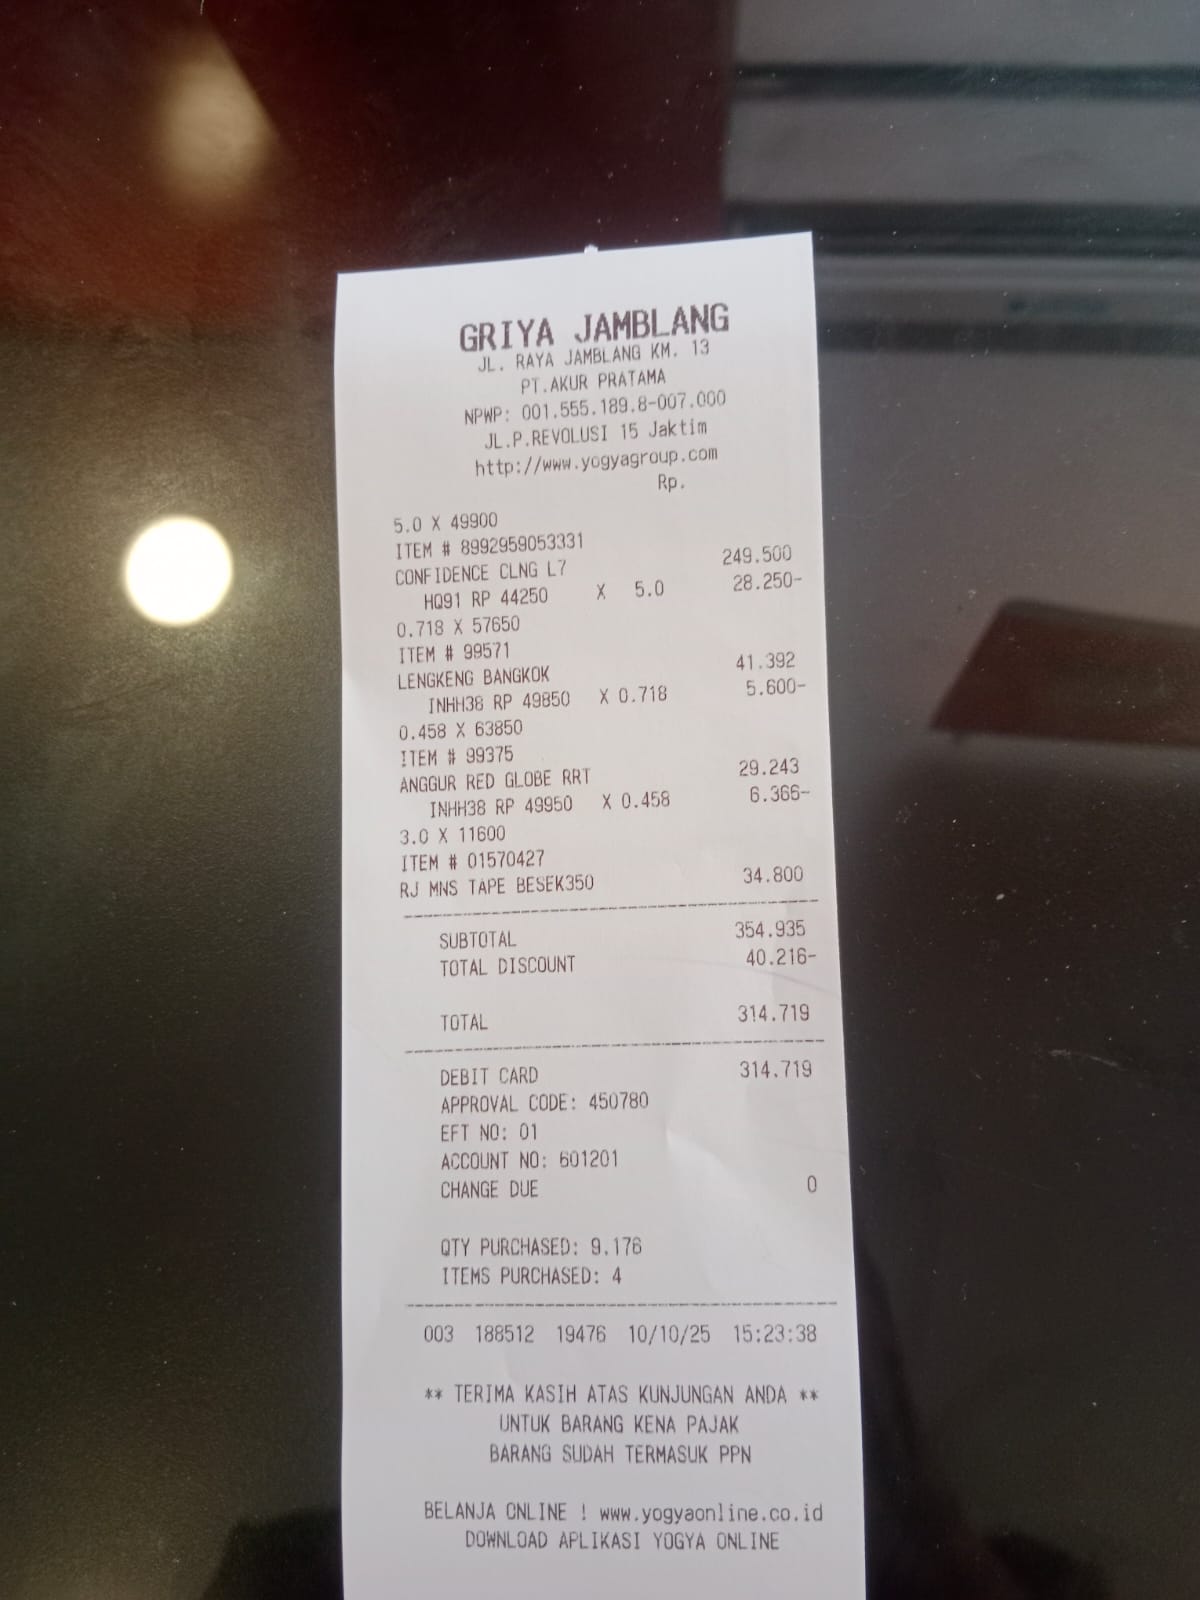 GRIYA JAMBLANG
JL. RAYA JAMBLANG KM. 13
PT.AKUR PRATAMA
NPWP: 001.555.189.8-007.000
JL.P.REVOLUSI 15 Jaktim
http://www.yogyagroup.com
Rp.
5.0 X 49900
ITEM # 8992959053331
CONFIDENCE CLNG L7 249.500
HQ91 RP 44250 X 5.0 28.250-
0.718 X 57650
ITEM # 99571
LENGKENG BANGKOK 41.392
INHH38 RP 49850 X 0.718 5.600-
0.458 X 63850
ITEM # 99375
ANGGUR RED GLOBE RRT 29.243
INHH38 RP 49950 X 0.458 6.366-
3.0 X 11600
ITEM # 01570427
RJ MNS TAPE BESEK350 34.800
SUBTOTAL 354.935
TOTAL DISCOUNT 40.216-
TOTAL 314.719
DEBIT CARD 314.719
APPROVAL CODE: 450780
EFT NO: 01
ACCOUNT NO: 601201
CHANGE DUE 0
QTY PURCHASED: 9.176
ITEMS PURCHASED: 4
003 188512 19476 10/10/25 15:23:38
** TERIMA KASIH ATAS KUNJUNGAN ANDA **
UNTUK BARANG KENA PAJAK
BARANG SUDAH TERMASUK PPN
BELANJA ONLINE ! www.yogyaonline.co.id
DOWNLOAD APLIKASI YOGYA ONLINE